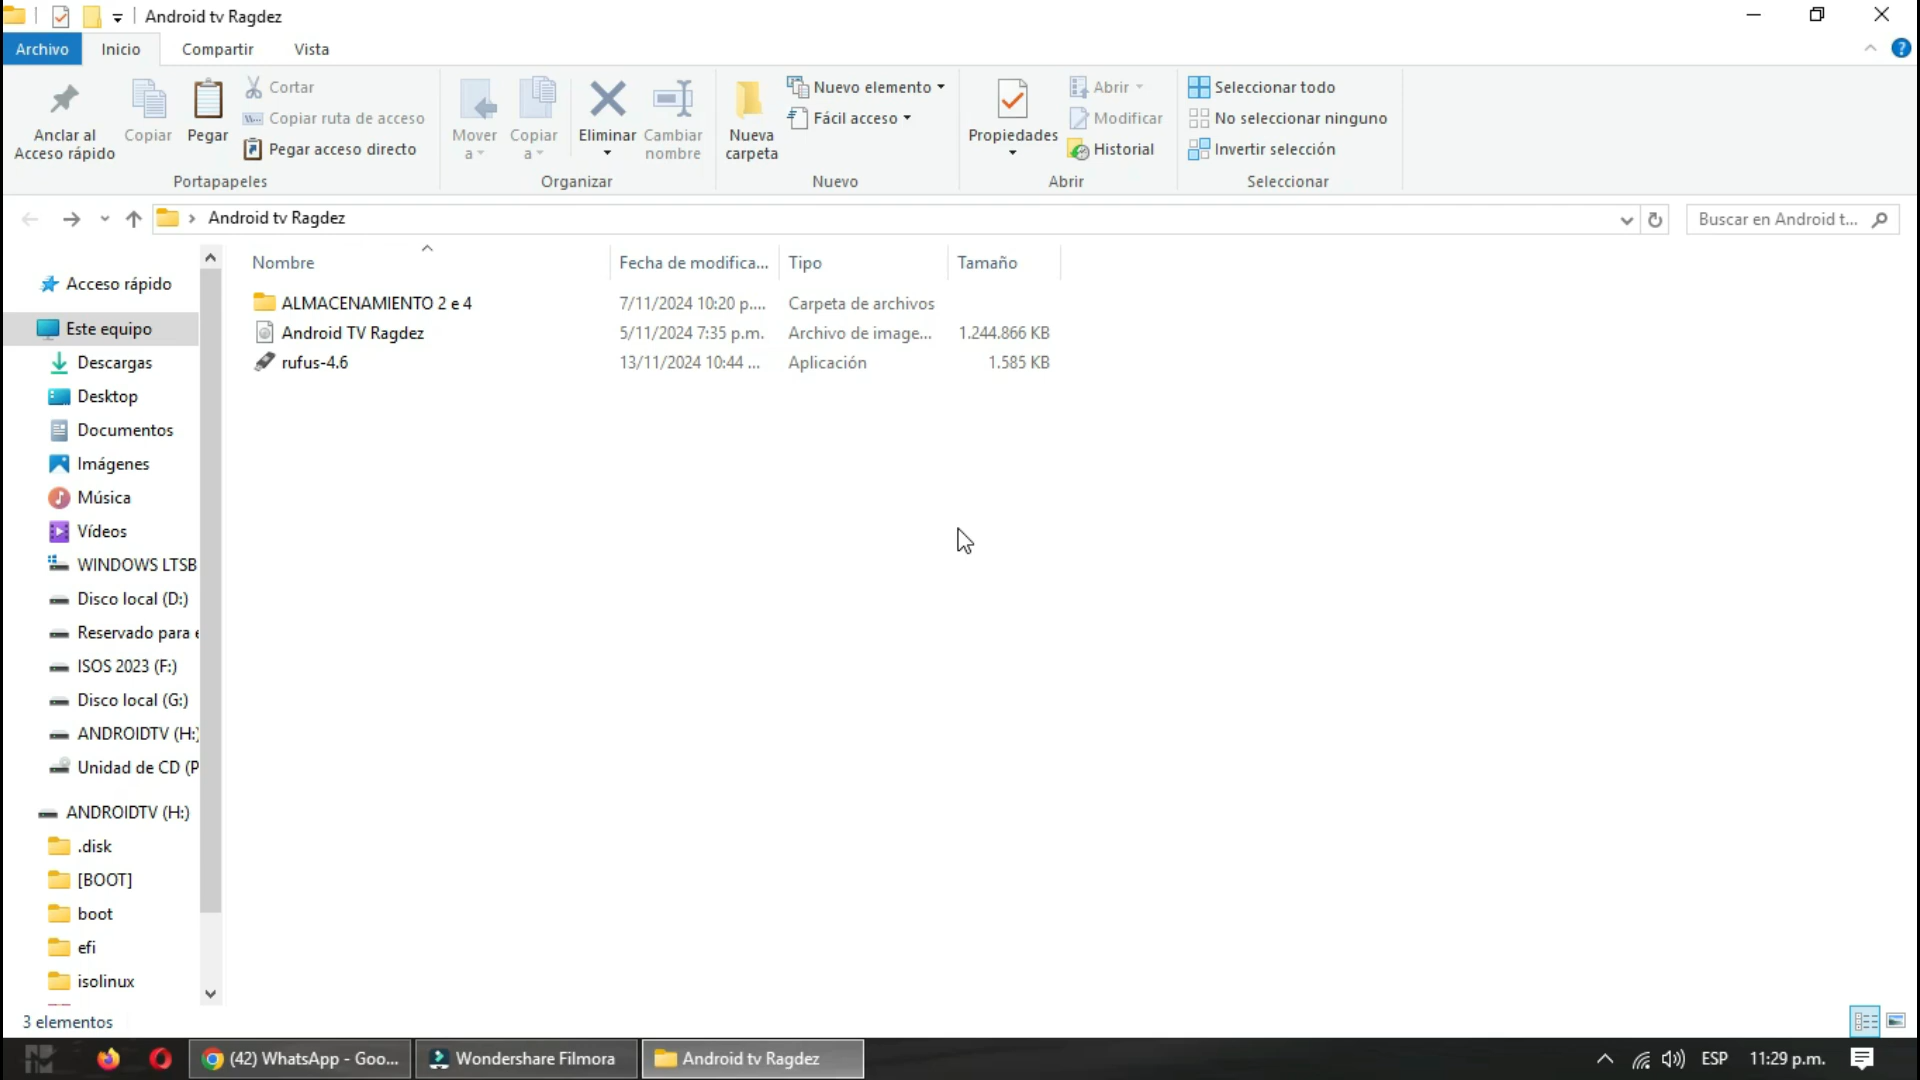 Android tv Ragdez
Archivo Inicio Compartir Vista
Anclar al Acceso rápido
Copiar
Pegar
Cortar
Copiar ruta de acceso
Pegar acceso directo
Portapapeles
Mover a
Copiar a
Eliminar
Cambiar nombre
Organizar
Nueva carpeta
Nuevo elemento
Fácil acceso
Nuevo
Propiedades
Abrir
Modificar
Historial
Abrir
Seleccionar todo
No seleccionar ninguno
Invertir selección
Seleccionar
Android tv Ragdez
Buscar en Android t...
Nombre Fecha de modifica... Tipo Tamaño
ALMACENAMIENTO 2 e 4 7/11/2024 10:20 p.... Carpeta de archivos
Android TV Ragdez 5/11/2024 7:35 p.m. Archivo de image... 1.244.866 KB
rufus-4.6 13/11/2024 10:44 ... Aplicación 1.585 KB
Acceso rápido
Este equipo
Descargas
Desktop
Documentos
Imágenes
Música
Vídeos
WINDOWS LTSB
Disco local (D:)
Reservado para e
ISOS 2023 (F:)
Disco local (G:)
ANDROIDTV (H:)
Unidad de CD (P
ANDROIDTV (H:)
.disk
[BOOT]
boot
efi
isolinux
3 elementos
(42) WhatsApp - Goo...
Wondershare Filmora
Android tv Ragdez
ESP
11:29 p.m.